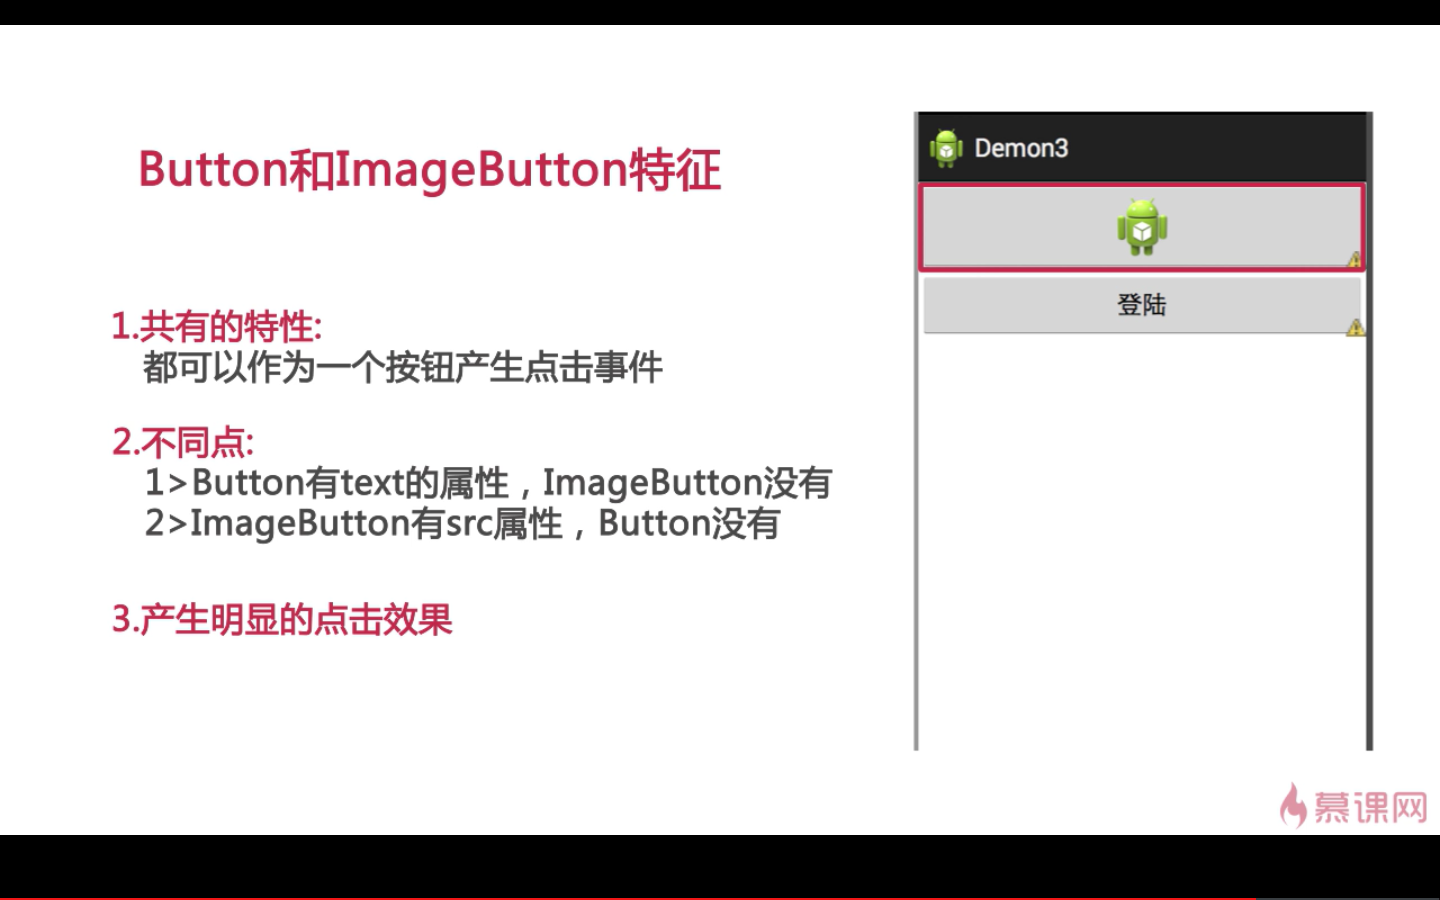 Button和ImageButton特征
1.共有的特性:
都可以作为一个按钮产生点击事件
2.不同点:
1>Button有text的属性，ImageButton没有
2>ImageButton有src属性，Button没有
3.产生明显的点击效果
Demon3
登陆
慕课网